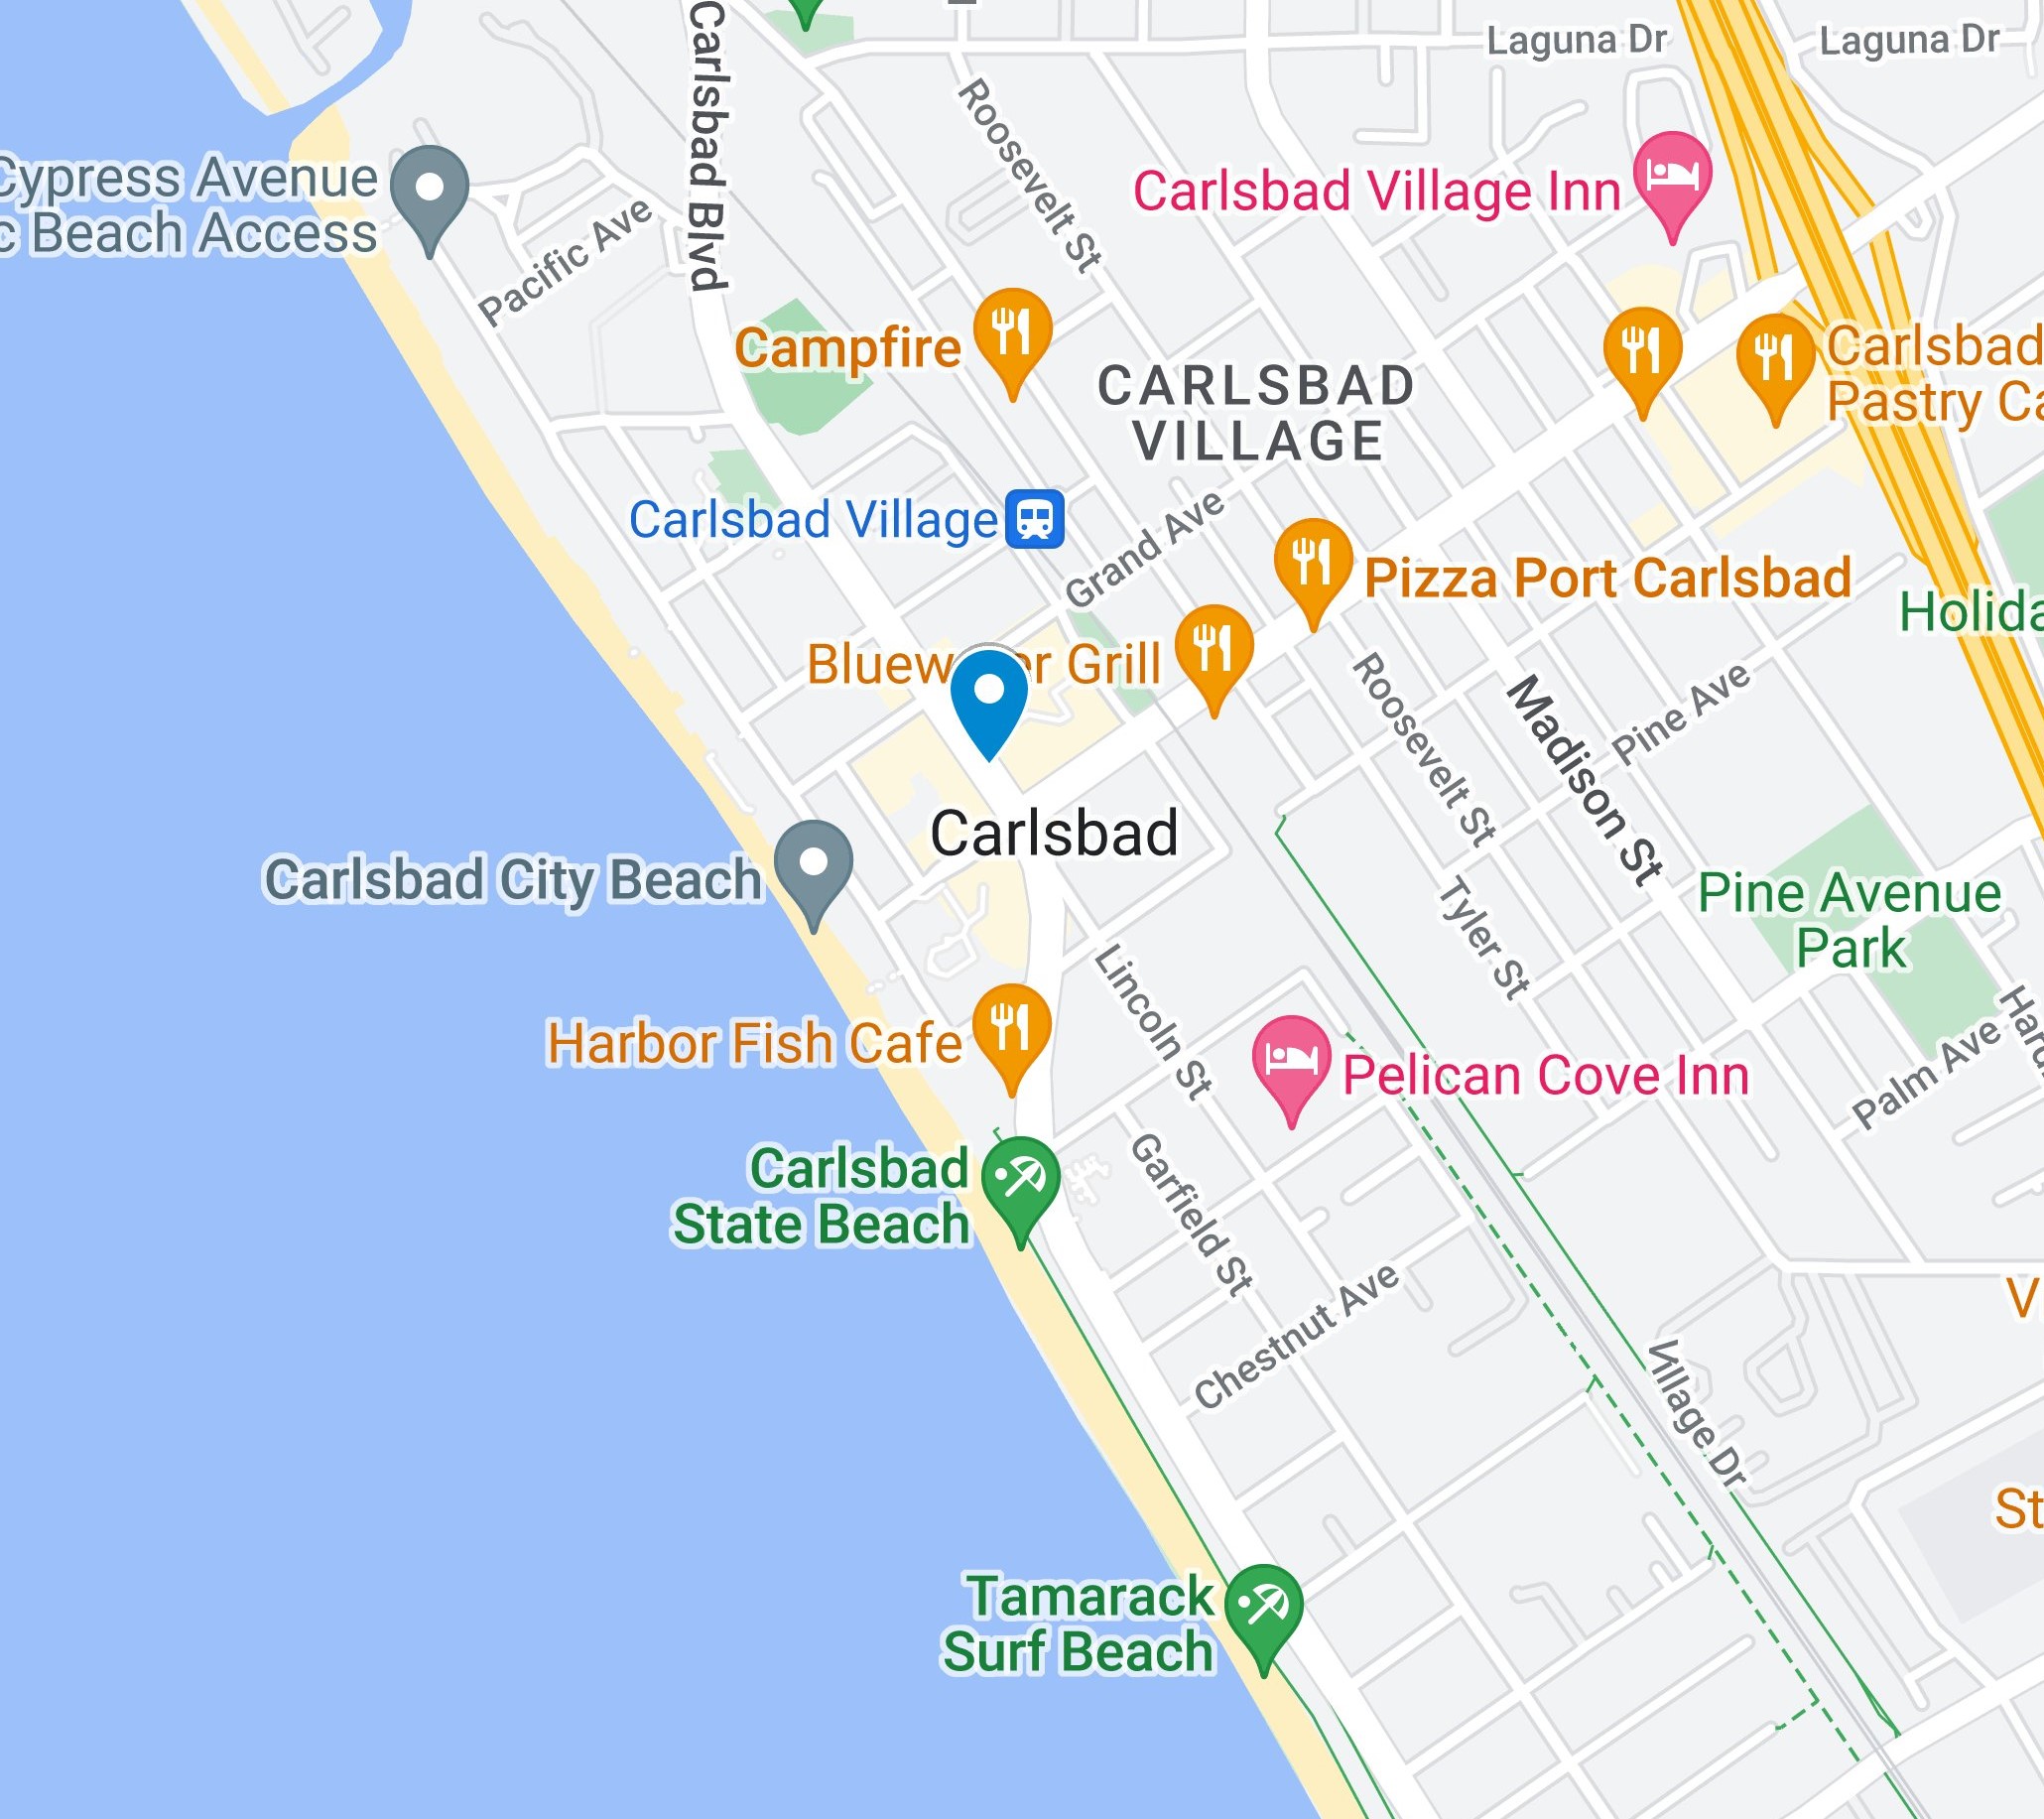 Carlsbad Blvd
Laguna Dr
Laguna Dr
Roosevelt St
Cypress Avenue
c Beach Access
Carlsbad Village Inn
Pacific Ave
Campfire
CARLSBAD
VILLAGE
Carlsbad
Pastry Ca
Carlsbad Village
Grand Ave
Pizza Port Carlsbad
Holida
Grill
Roosevelt St
Madison St
Pine Ave
Carlsbad
Carlsbad City Beach
Tyler St
Pine Avenue
Park
Lincoln St
Harbor Fish Cafe
Pelican Cove Inn
Palm Ave
Carlsbad
State Beach
Garfield St
Chestnut Ave
Village Dr
St
Tamarack
Surf Beach